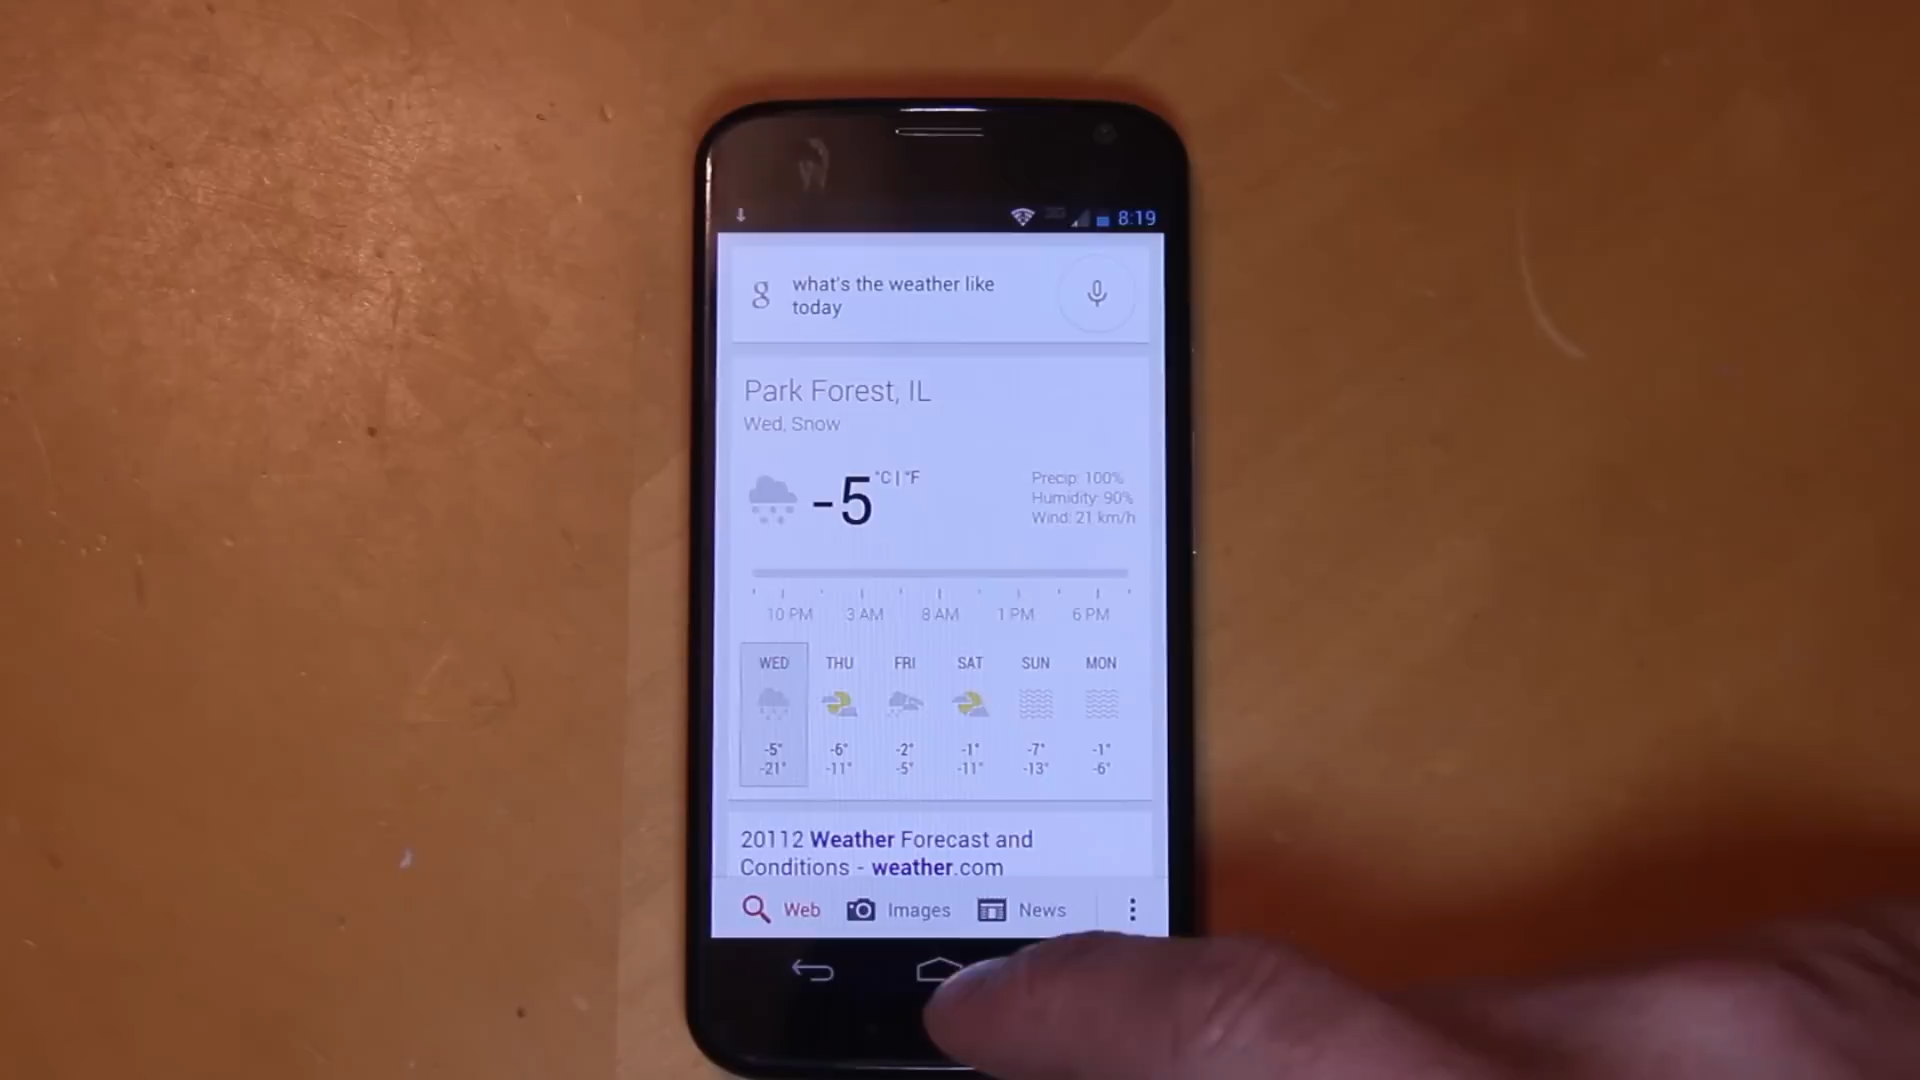 8:19
g
what's the weather like
today
Park Forest, IL
Wed, Snow
-5 °C | °F
Precip: 100%
Humidity: 90%
Wind: 21 km/h
10 PM 3 AM 8 AM 1 PM 6 PM
WED THU FRI SAT SUN MON
-5° -6° -2° -1° -7° -1°
-21° -11° -5° -11° -13° -6°
20112 Weather Forecast and
Conditions - weather.com
Web Images News